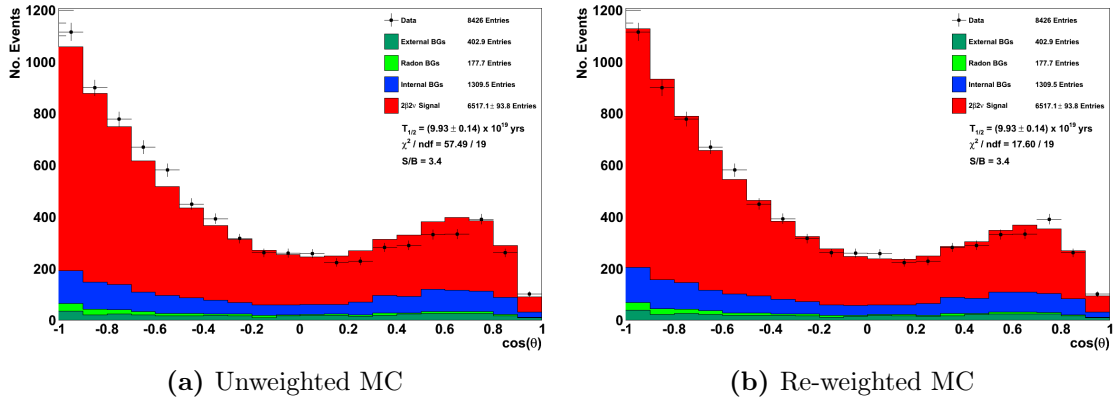 No. Events
1200
1000
800
600
400
200
0
Data 8426 Entries
External BGs 402.9 Entries
Radon BGs 177.7 Entries
Internal BGs 1309.5 Entries
2β2ν Signal 6517.1 ± 93.8 Entries
T1/2 = (9.93 ± 0.14) x 10^19 yrs
χ² / ndf = 57.49 / 19
S/B = 3.4
-1 -0.8 -0.6 -0.4 -0.2 0 0.2 0.4 0.6 0.8 1
cos(θ)
(a) Unweighted MC
No. Events
1200
1000
800
600
400
200
0
Data 8426 Entries
External BGs 402.9 Entries
Radon BGs 177.7 Entries
Internal BGs 1309.5 Entries
2β2ν Signal 6517.1 ± 93.8 Entries
T1/2 = (9.93 ± 0.14) x 10^19 yrs
χ² / ndf = 17.60 / 19
S/B = 3.4
-1 -0.8 -0.6 -0.4 -0.2 0 0.2 0.4 0.6 0.8 1
cos(θ)
(b) Re-weighted MC